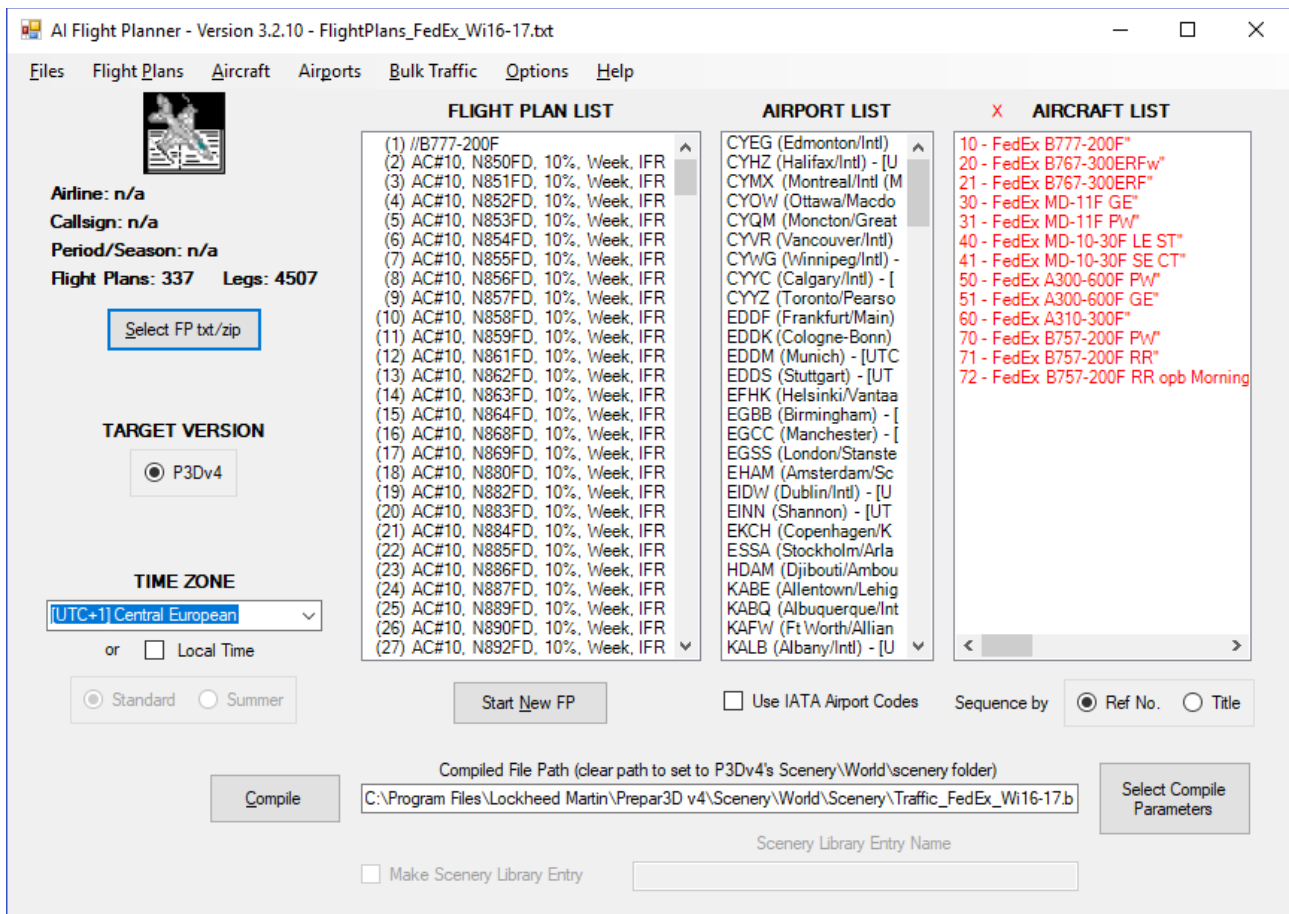 AI Flight Planner - Version 3.2.10 - FlightPlans_FedEx_Wi16-17.txt
Files Flight Plans Aircraft Airports Bulk Traffic Options Help
Airline: n/a
Callsign: n/a
Period/Season: n/a
Flight Plans: 337 Legs: 4507
Select FP txt/zip
TARGET VERSION
P3Dv4
TIME ZONE
[UTC+1] Central European
or Local Time
Standard Summer
FLIGHT PLAN LIST
(1) //B777-200F
(2) AC#10, N850FD, 10%, Week, IFR
(3) AC#10, N851FD, 10%, Week, IFR
(4) AC#10, N852FD, 10%, Week, IFR
(5) AC#10, N853FD, 10%, Week, IFR
(6) AC#10, N854FD, 10%, Week, IFR
(7) AC#10, N855FD, 10%, Week, IFR
(8) AC#10, N856FD, 10%, Week, IFR
(9) AC#10, N857FD, 10%, Week, IFR
(10) AC#10, N858FD, 10%, Week, IFR
(11) AC#10, N859FD, 10%, Week, IFR
(12) AC#10, N861FD, 10%, Week, IFR
(13) AC#10, N862FD, 10%, Week, IFR
(14) AC#10, N863FD, 10%, Week, IFR
(15) AC#10, N864FD, 10%, Week, IFR
(16) AC#10, N868FD, 10%, Week, IFR
(17) AC#10, N869FD, 10%, Week, IFR
(18) AC#10, N880FD, 10%, Week, IFR
(19) AC#10, N882FD, 10%, Week, IFR
(20) AC#10, N883FD, 10%, Week, IFR
(21) AC#10, N884FD, 10%, Week, IFR
(22) AC#10, N885FD, 10%, Week, IFR
(23) AC#10, N886FD, 10%, Week, IFR
(24) AC#10, N887FD, 10%, Week, IFR
(25) AC#10, N889FD, 10%, Week, IFR
(26) AC#10, N890FD, 10%, Week, IFR
(27) AC#10, N892FD, 10%, Week, IFR
Start New FP
AIRPORT LIST
CYEG (Edmonton/Intl)
CYHZ (Halifax/Intl) - [U
CYMX (Montreal/Intl (M
CYOW (Ottawa/Macdo
CYQM (Moncton/Great
CYVR (Vancouver/Intl)
CYWG (Winnipeg/Intl) -
CYYC (Calgary/Intl) - [
CYYZ (Toronto/Pearso
EDDF (Frankfurt/Main)
EDDK (Cologne-Bonn)
EDDM (Munich) - [UTC
EDDS (Stuttgart) - [UT
EFHK (Helsinki/Vantaa
EGBB (Birmingham) - [
EGCC (Manchester) - [
EGSS (London/Stanste
EHAM (Amsterdam/Sc
EIDW (Dublin/Intl) - [U
EINN (Shannon) - [UT
EKCH (Copenhagen/K
ESSA (Stockholm/Arla
HDAM (Djibouti/Ambou
KABE (Allentown/Lehig
KABQ (Albuquerque/Int
KAFW (Ft Worth/Allian
KALB (Albany/Intl) - [U
Use IATA Airport Codes
X AIRCRAFT LIST
10 - FedEx B777-200F"
20 - FedEx B767-300ERFw"
21 - FedEx B767-300ERF"
30 - FedEx MD-11F GE"
31 - FedEx MD-11F PW"
40 - FedEx MD-10-30F LE ST"
41 - FedEx MD-10-30F SE CT"
50 - FedEx A300-600F PW"
51 - FedEx A300-600F GE"
60 - FedEx A310-300F"
70 - FedEx B757-200F PW"
71 - FedEx B757-200F RR"
72 - FedEx B757-200F RR opb Morning
Sequence by Ref No. Title
Compiled File Path (clear path to set to P3Dv4's Scenery\World\scenery folder)
Compile
C:\Program Files\Lockheed Martin\Prepar3D v4\Scenery\World\Scenery\Traffic_FedEx_Wi16-17.b
Select Compile
Parameters
Scenery Library Entry Name
Make Scenery Library Entry